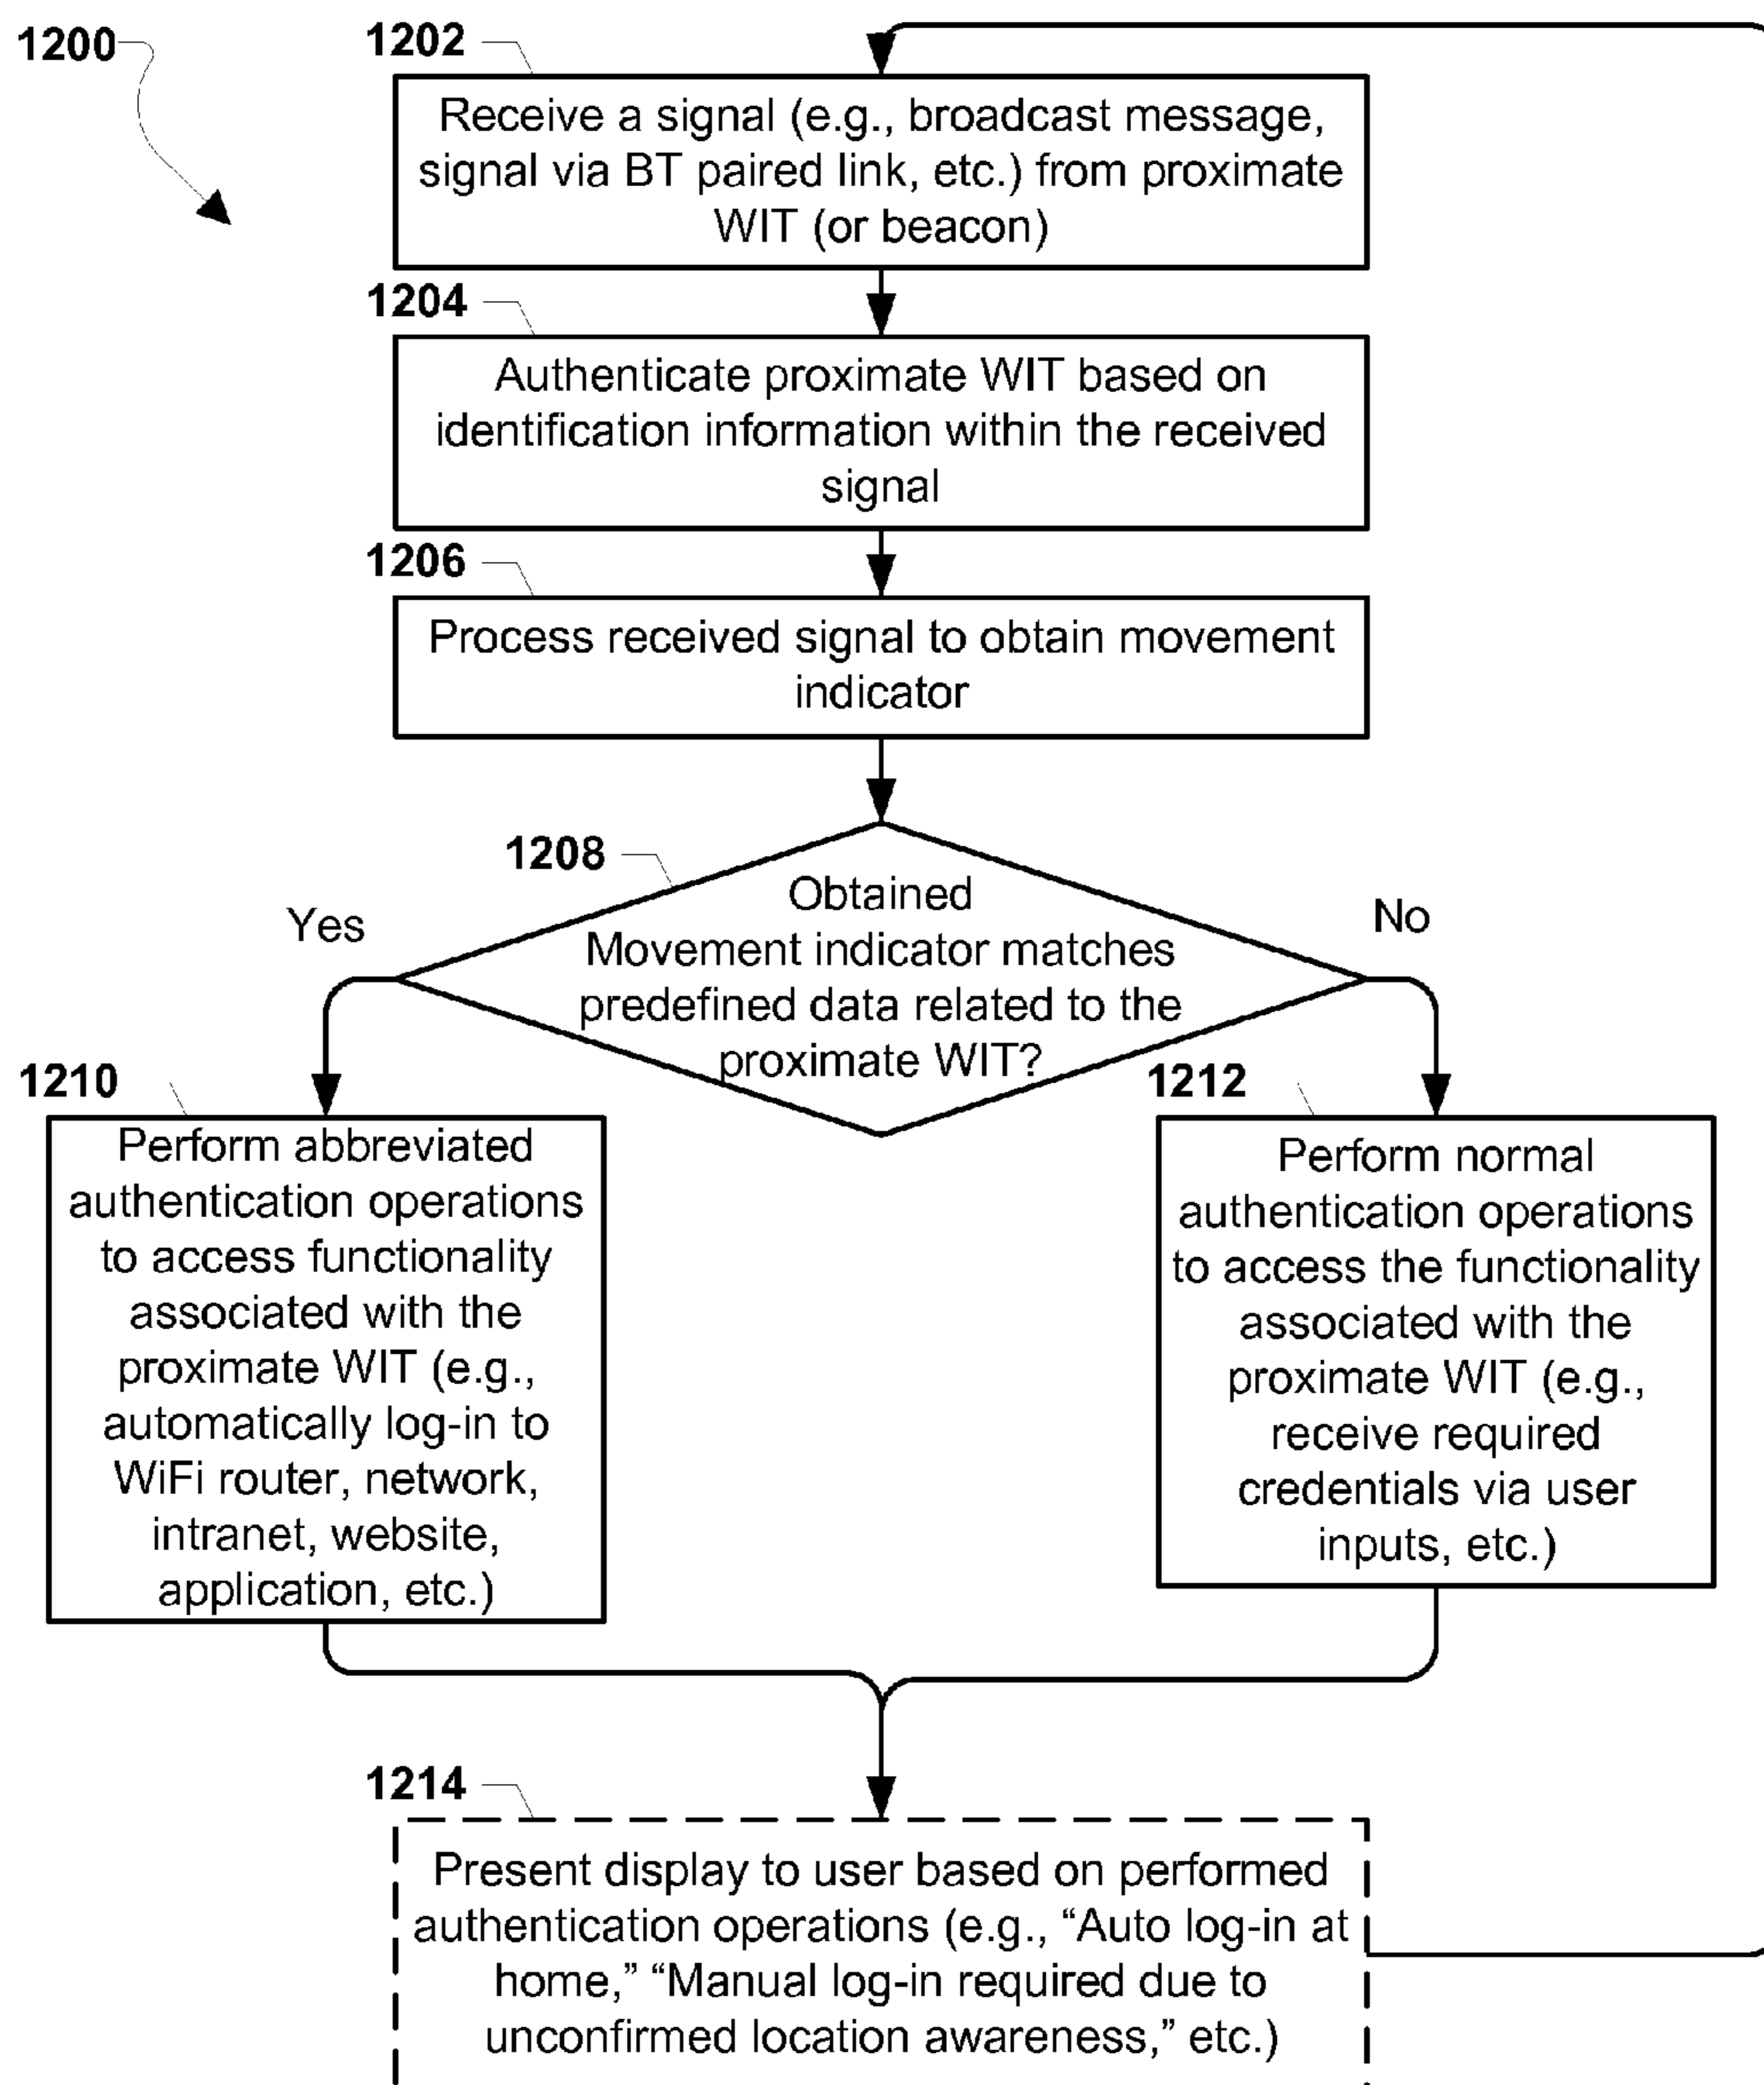 1200
1202
Receive a signal (e.g., broadcast message,
signal via BT paired link, etc.) from proximate
WIT (or beacon)
1204
Authenticate proximate WIT based on
identification information within the received
signal
1206
Process received signal to obtain movement
indicator
1208
Obtained
Movement indicator matches
predefined data related to the
proximate WIT?
Yes
No
1210
Perform abbreviated
authentication operations
to access functionality
associated with the
proximate WIT (e.g.,
automatically log-in to
WiFi router, network,
intranet, website,
application, etc.)
1212
Perform normal
authentication operations
to access the functionality
associated with the
proximate WIT (e.g.,
receive required
credentials via user
inputs, etc.)
1214
Present display to user based on performed
authentication operations (e.g., “Auto log-in at
home,” “Manual log-in required due to
unconfirmed location awareness,” etc.)